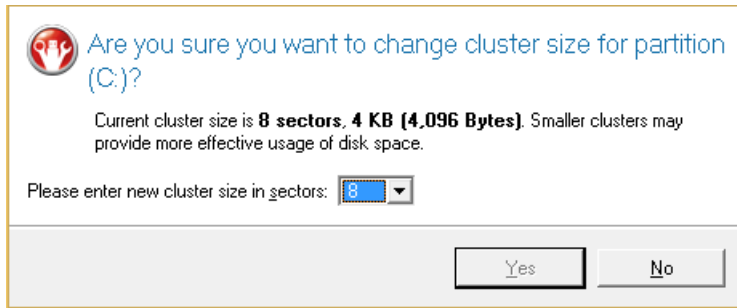 Are you sure you want to change cluster size for partition
(C:)?
Current cluster size is 8 sectors, 4 KB (4,096 Bytes). Smaller clusters may
provide more effective usage of disk space.
Please enter new cluster size in sectors: 8
Yes No